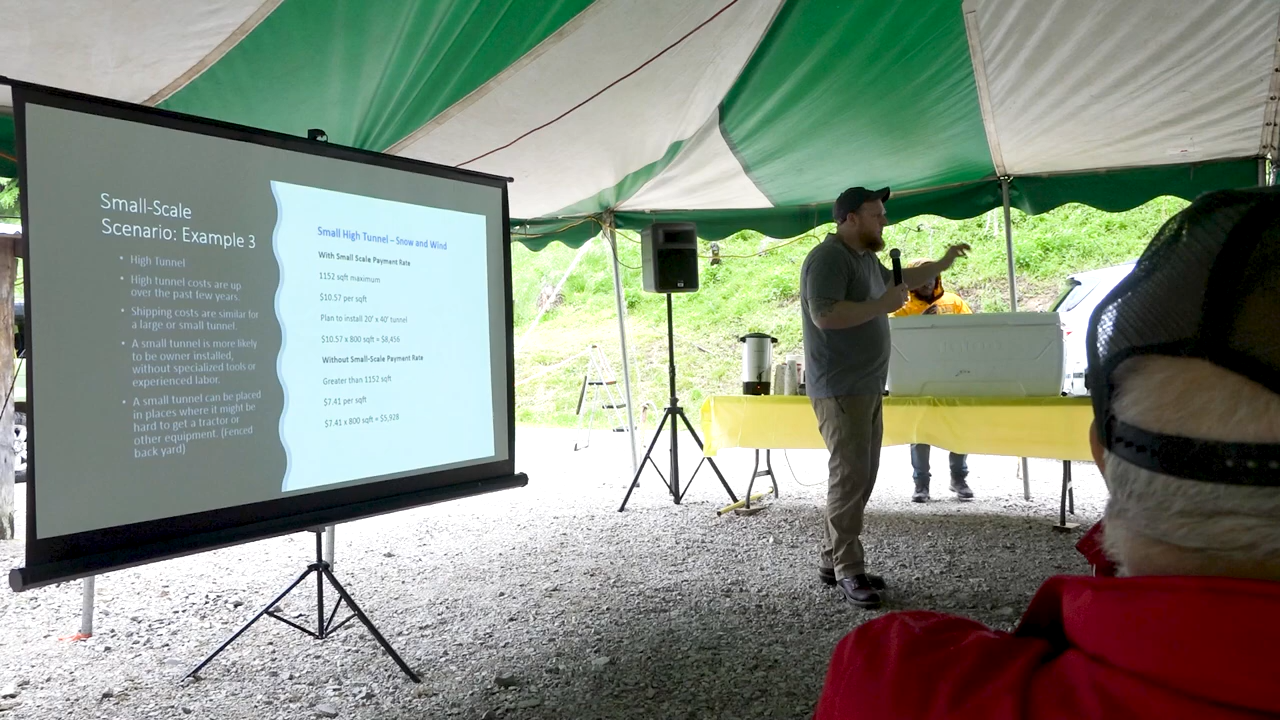 Small-Scale
Scenario: Example 3
• High Tunnel
• High tunnel costs are up
over the past few years.
• Shipping costs are similar for
a large or small tunnel.
• A small tunnel is more likely
to be owner installed,
without specialized tools or
experienced labor.
• A small tunnel can be placed
in places where it might be
hard to get a tractor or
other equipment. (Fenced
back yard)
Small High Tunnel – Snow and Wind
With Small Scale Payment Rate
1152 sqft maximum
$10.57 per sqft
Plan to install 20' x 40' tunnel
$10.57 x 800 sqft = $8,456
Without Small-Scale Payment Rate
Greater than 1152 sqft
$7.41 per sqft
$7.41 x 800 sqft = $5,928